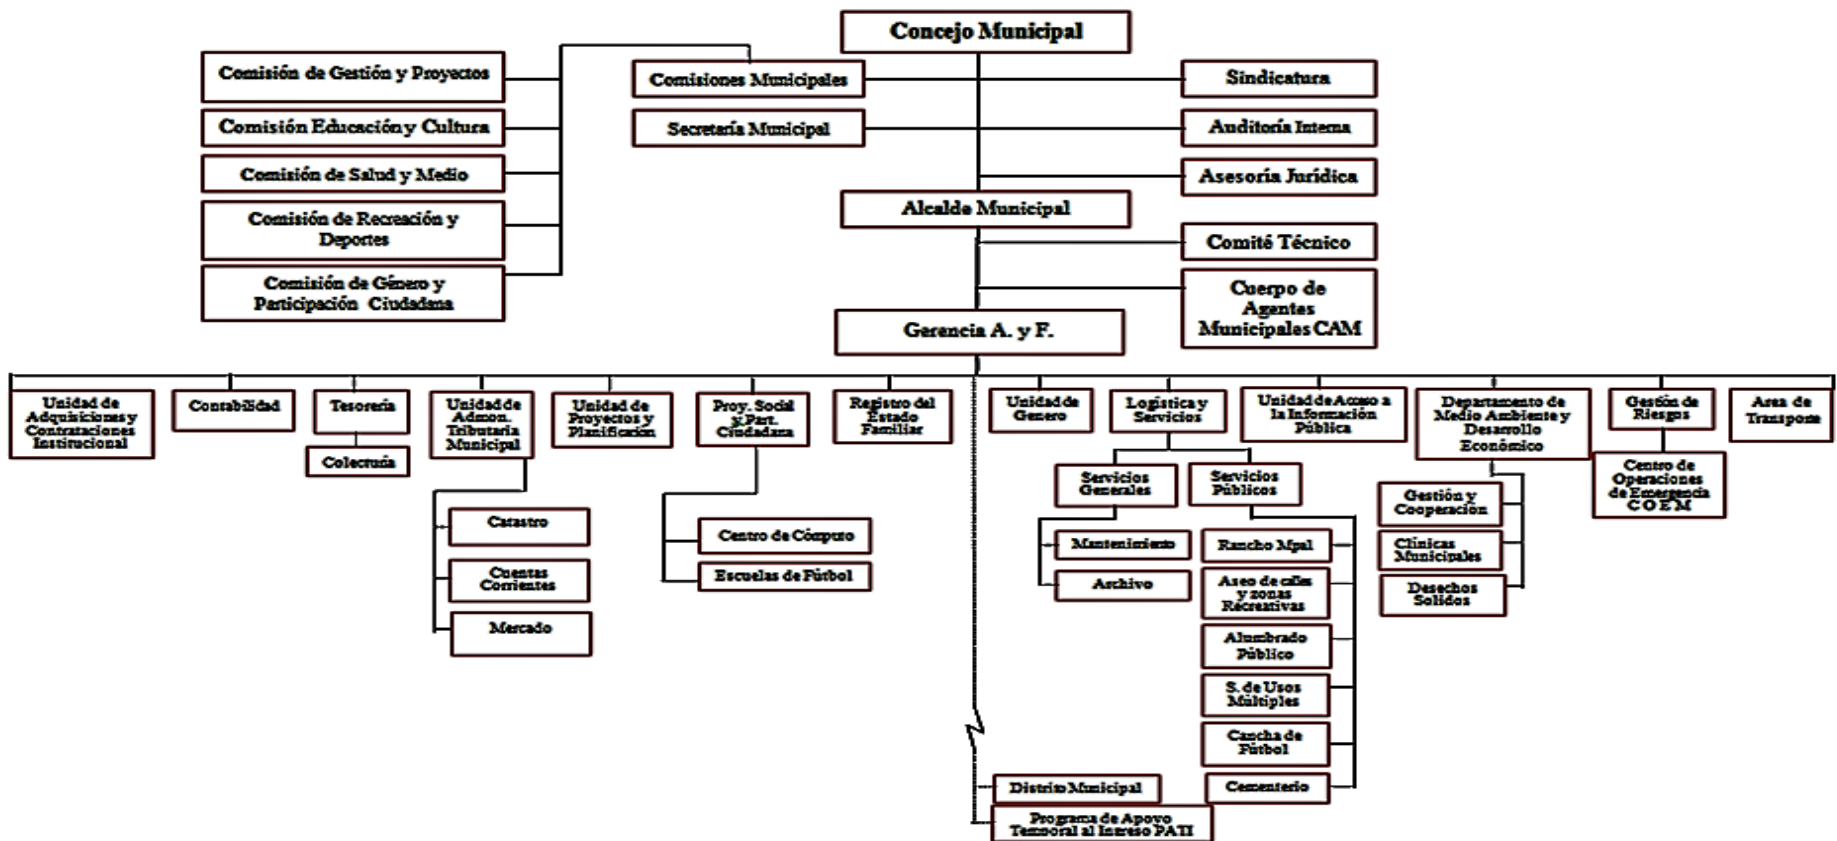 Concejo Municipal
Comisión de Gestión y Proyectos
Comisiones Municipales
Sindicatura
Comisión Educación y Cultura
Secretaría Municipal
Auditoría Interna
Comisión de Salud y Medio
Asesoría Jurídica
Comisión de Recreación y
Deportes
Alcalde Municipal
Comité Técnico
Comisión de Género y
Participación Ciudadana
Cuerpo de
Agentes
Municipales CAM
Gerencia A. y F.
Unidad de
Adquisiciones y
Contrataciones
Institucional
Contabilidad
Tesorería
Colecturia
Unidad de
Admon.
Tributaria
Municipal
Unidad de
Proyectos y
Planificación
Proy. Social
y Part.
Ciudadana
Registro del
Estado
Familiar
Unidad de
Genero
Logística y
Servicios
Unidad de Acceso a
la Información
Pública
Departamento de
Medio Ambiente y
Desarrollo
Económico
Gestión de
Riesgos
Area de
Transporte
Catastro
Cuentas
Corrientes
Mercado
Centro de Cómputo
Escuelas de Fútbol
Servicios
Generales
Servicios
Públicos
Mantenimiento
Archivo
Rancho Mpal
Aseo de calles
y zonas
Recreativas
Alumbrado
Público
S. de Usos
Múltiples
Cancha de
Fútbol
Cementerio
Gestión y
Cooperación
Clínicas
Municipales
Desechos
Solidos
Centro de
Operaciones
de Emergencia
C O E M
Distrito Municipal
Programa de Apoyo
Temporal al Ingreso PATI